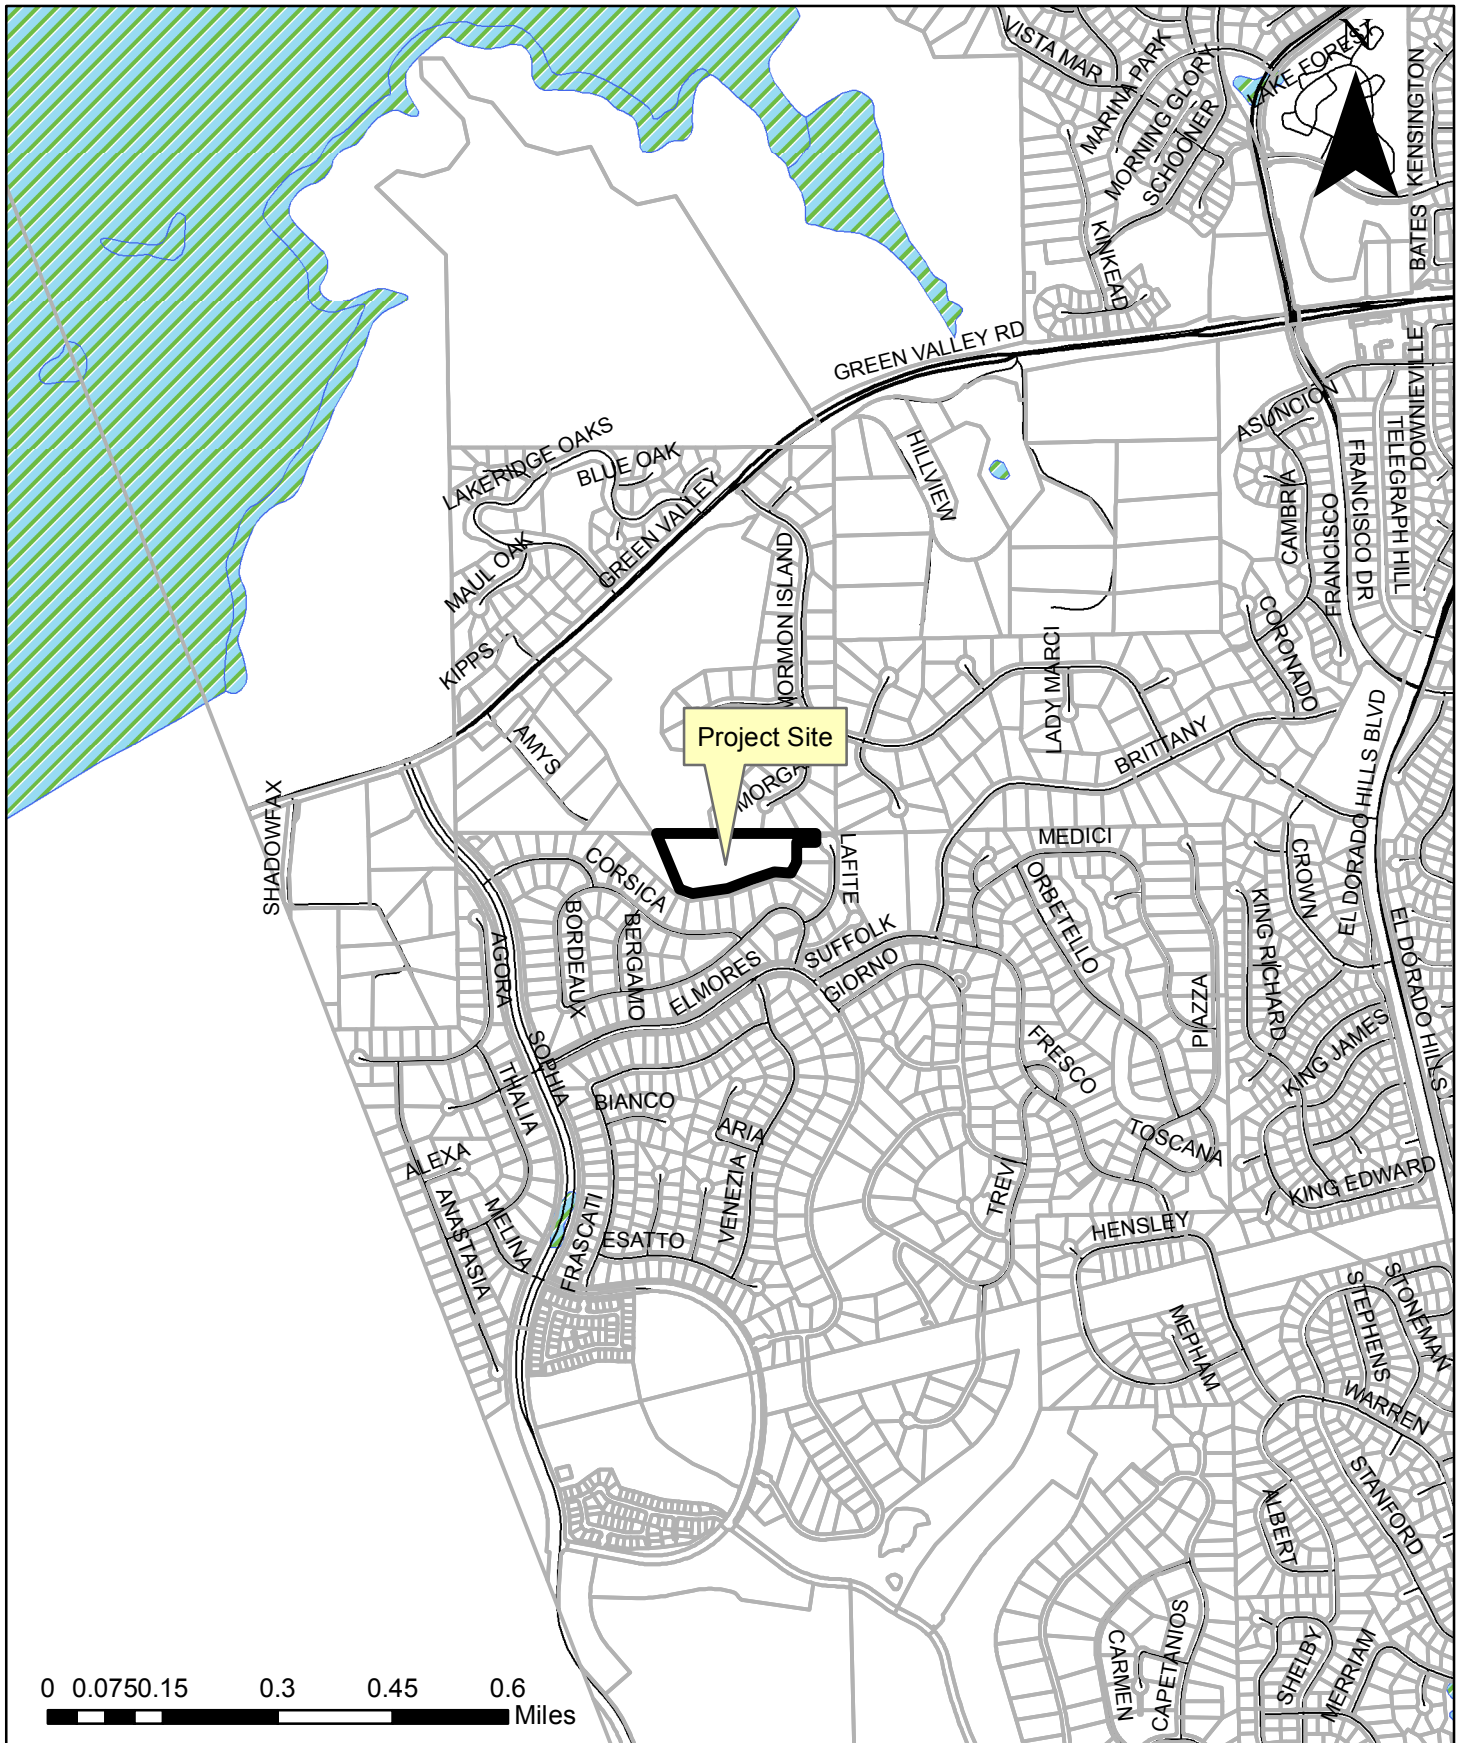 VISTA MAR
MARINA PARK
MORNING GLORY
SCHOONER
LAKE FOREST
N
KENSINGTON
BATES
KINKEAD
GREEN VALLEY RD
DOWNIEVILLE
ASUNCION
TELEGRAPH HILL
FRANCISCO DR
FRANCISCO
CAMBRIA
HILLVIEW
LAKERIDGE OAKS
BLUE OAK
GREEN VALLEY
MAUL OAK
KIPPS
MORMON ISLAND
CORONADO
LADY MARCI
BRITTANY
EL DORADO HILLS BLVD
AMYS
Project Site
MORGA
SHADOWFAX
LAFITE
MEDICI
CORSICA
ORBETELLO
CROWN
KING RICHARD
EL DORADO HILLS
BORDEAUX
BERGAMO
AGORA
ELMORES
SUFFOLK
GIORNO
PIAZZA
KING JAMES
SOPHIA
THALIA
FRESCO
BIANCO
ARIA
TOSCANA
KING EDWARD
ALEXA
ANASTASIA
MELINA
FRASCATI
ESATTO
VENEZIA
TREV
HENSLEY
MEPHAM
STEPHENS
STONEMAN
WARREN
STANFORD
ALBERT
CARMEN
CAPETANIOS
SHELBY
MERRIAM
0 0.075 0.15 0.3 0.45 0.6
Miles